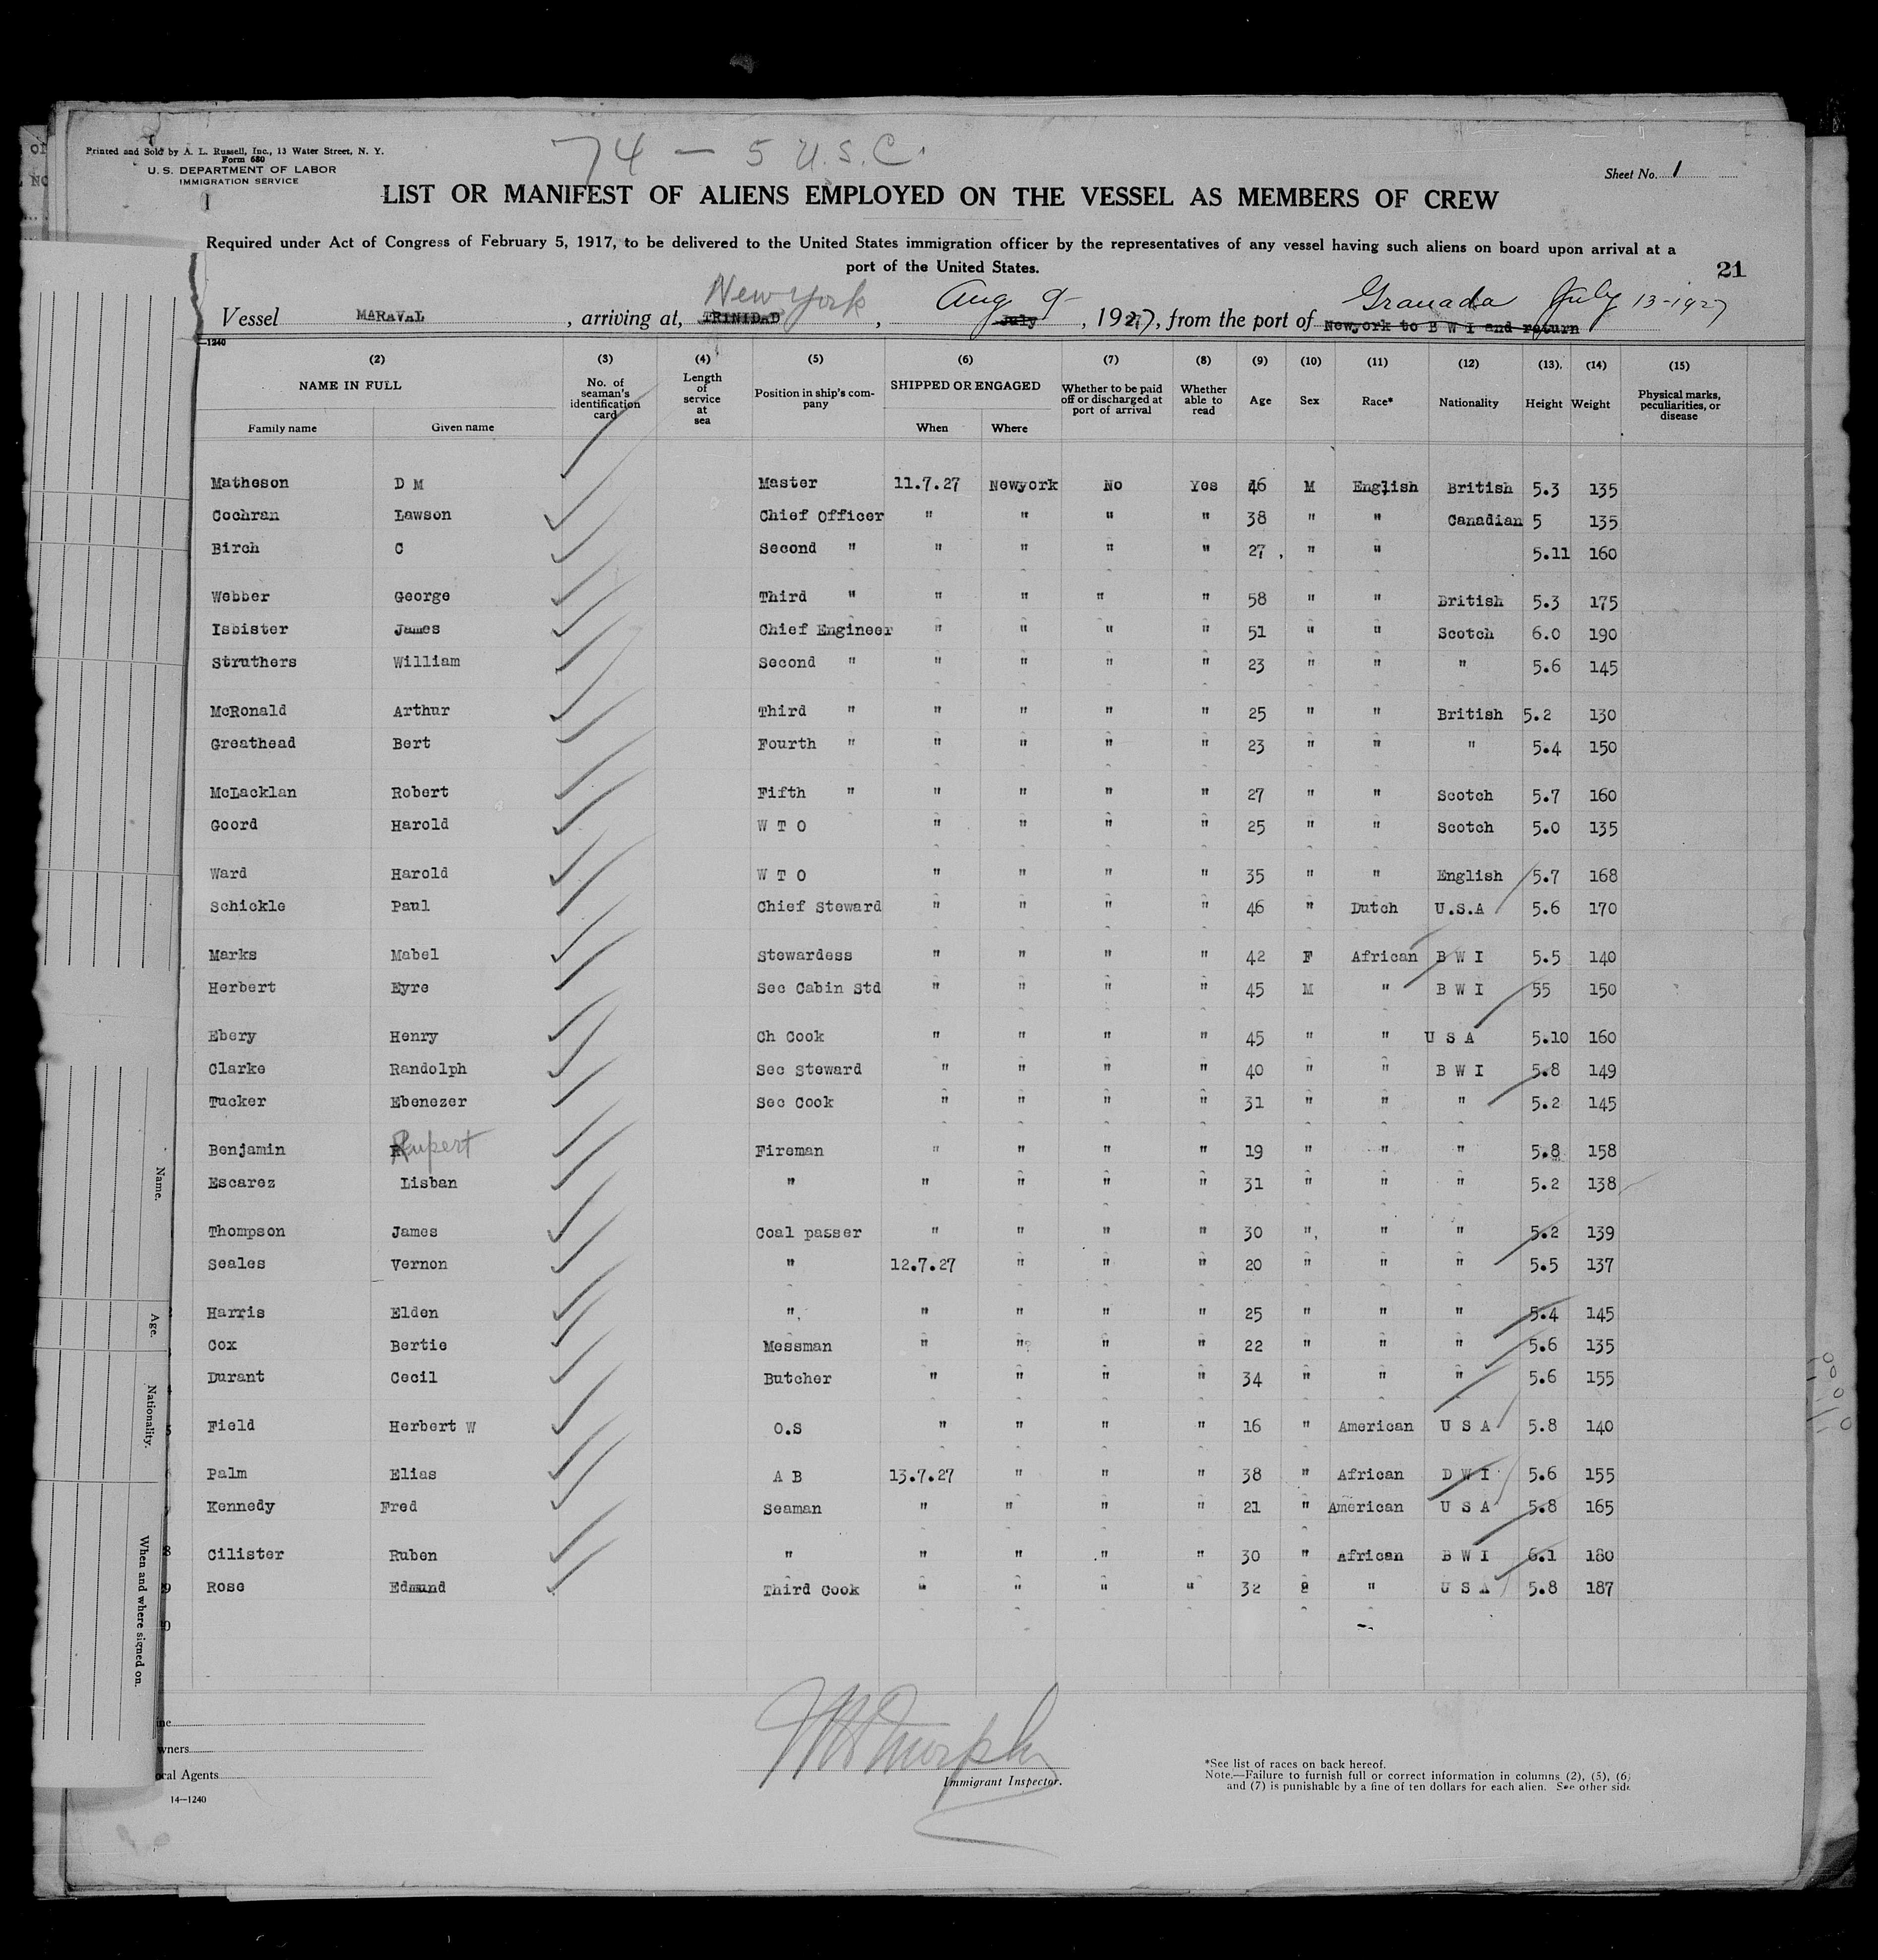 74 - 5 U.S.C.
Printed and Sold by A. L. Russell, Inc., 13 Water Street, N. Y.
Form 680
U. S. DEPARTMENT OF LABOR
IMMIGRATION SERVICE
Sheet No. 1
LIST OR MANIFEST OF ALIENS EMPLOYED ON THE VESSEL AS MEMBERS OF CREW
Required under Act of Congress of February 5, 1917, to be delivered to the United States immigration officer by the representatives of any vessel having such aliens on board upon arrival at a
port of the United States.
21
New York Aug 9- Granada July 13-1927
Vessel MARAVAL, arriving at, TRINIDAD, July, 1927, from the port of Newyork to B W I and return
1240
(2) (3) (4) (5) (6) (7) (8) (9) (10) (11) (12) (13). (14) (15)
NAME IN FULL No. of seaman's identification card Length of service at sea Position in ship's company SHIPPED OR ENGAGED Whether to be paid off or discharged at port of arrival Whether able to read Age Sex Race* Nationality Height Weight Physical marks, peculiarities, or disease
Family name Given name When Where
Matheson D M Master 11.7.27 Newyork No Yes 46 M English British 5.3 135
Cochran Lawson Chief Officer " " " " 38 " " Canadian 5 135
Birch C Second " " " " " 27 " " 5.11 160
Webber George Third " " " " " 58 " " British 5.3 175
Isbister James Chief Engineer " " " " 51 " " Scotch 6.0 190
Struthers William Second " " " " " 23 " " " 5.6 145
McRonald Arthur Third " " " " " 25 " " British 5.2 130
Greathead Bert Fourth " " " " " 23 " " " 5.4 150
McLacklan Robert Fifth " " " " " 27 " " Scotch 5.7 160
Goord Harold W T O " " " " 25 " " Scotch 5.0 135
Ward Harold W T O " " " " 35 " " English 5.7 168
Schickle Paul Chief Steward " " " " 46 " Dutch U.S.A 5.6 170
Marks Mabel Stewardess " " " " 42 F African B W I 5.5 140
Herbert Eyre Sec Cabin Std " " " " 45 M " B W I 55 150
Ebery Henry Ch Cook " " " " 45 " " U S A 5.10 160
Clarke Randolph Sec Steward " " " " 40 " " B W I 5.8 149
Tucker Ebenezer Sec Cook " " " " 31 " " " 5.2 145
Benjamin Rupert Fireman " " " " 19 " " " 5.8 158
Escarez Lisban " " " " " 31 " " " 5.2 138
Thompson James Coal passer " " " " 30 " " " 5.2 139
Seales Vernon " 12.7.27 " " " 20 " " " 5.5 137
Harris Elden " " " " " 25 " " " 5.4 145
Cox Bertie Messman " " " " 22 " " " 5.6 135
Durant Cecil Butcher " " " " 34 " " " 5.6 155
Field Herbert W O.S " " " " 16 " American U S A 5.8 140
Palm Elias A B 13.7.27 " " " 38 " African D W I 5.6 155
Kennedy Fred Seaman " " " " 21 " American U S A 5.8 165
Cilister Ruben " " " " " 30 " African B W I 6.1 180
Rose Edmund Third Cook " " " " 32 " " U S A 5.8 187
Name.
Age.
Nationality.
When and where signed on.
wners
ocal Agents
Immigrant Inspector.
*See list of races on back hereof.
Note.—Failure to furnish full or correct information in columns (2), (5), (6)
and (7) is punishable by a fine of ten dollars for each alien. See other side
14—1240